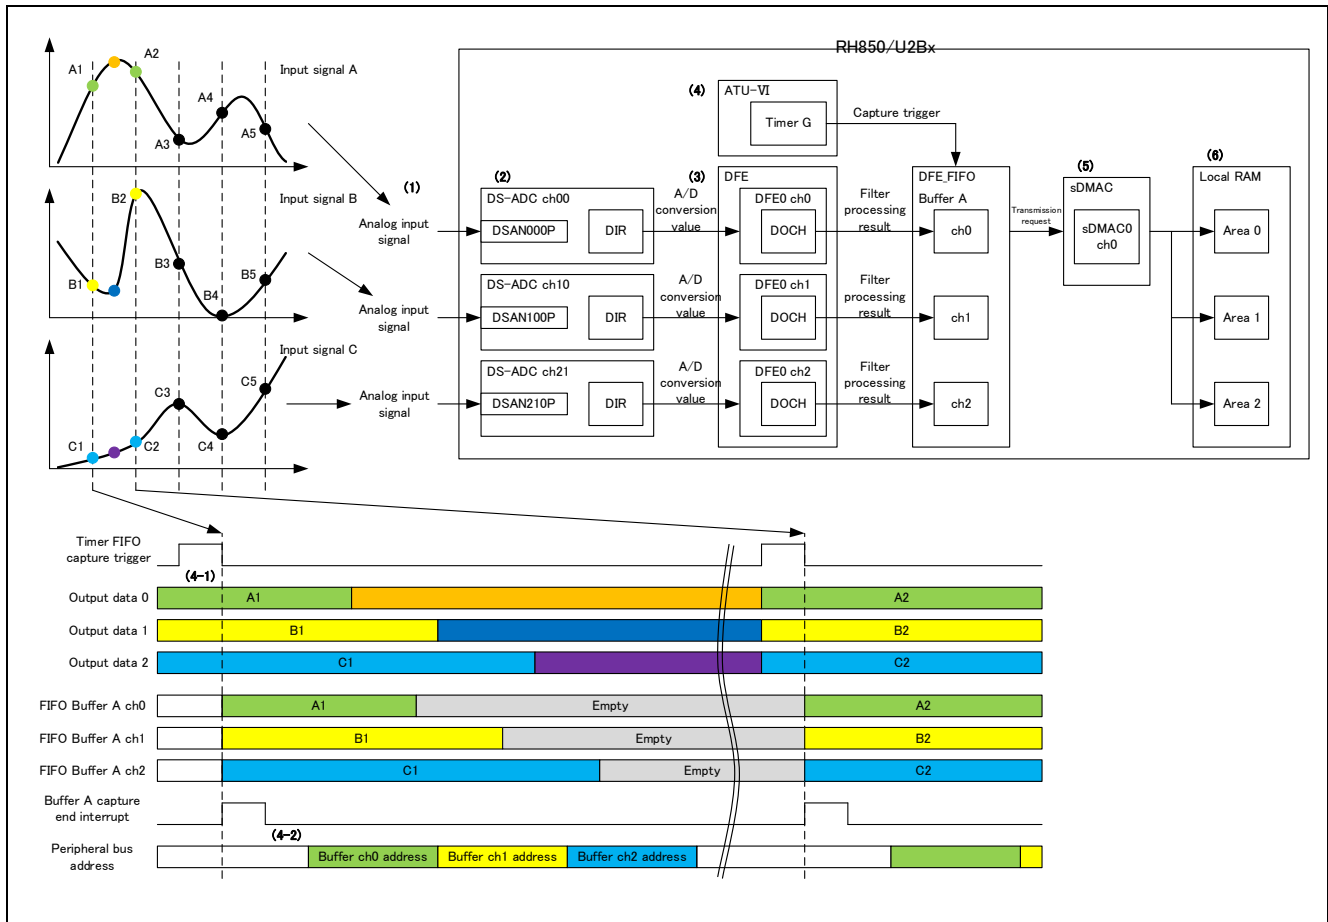 RH850/U2Bx
A1
A2
A3
A4
A5
Input signal A
B1
B2
B3
B4
B5
Input signal B
C1
C2
C3
C4
C5
Input signal C
(1)
Analog input
signal
Analog input
signal
Analog input
signal
(2)
DS-ADC ch00
DSAN000P
DIR
DS-ADC ch10
DSAN100P
DIR
DS-ADC ch21
DSAN210P
DIR
A/D
conversion
value
A/D
conversion
value
A/D
conversion
value
(4)
ATU-VI
Timer G
Capture trigger
(3)
DFE
DFE0 ch0
DOCH
DFE0 ch1
DOCH
DFE0 ch2
DOCH
Filter
processing
result
Filter
processing
result
Filter
processing
result
DFE_FIFO
Buffer A
ch0
ch1
ch2
Transmission
request
(5)
sDMAC
sDMAC0
ch0
(6)
Local RAM
Area 0
Area 1
Area 2
Timer FIFO
capture trigger
(4-1)
Output data 0
A1
A2
Output data 1
B1
B2
Output data 2
C1
C2
FIFO Buffer A ch0
A1
Empty
A2
FIFO Buffer A ch1
B1
Empty
B2
FIFO Buffer A ch2
C1
Empty
C2
Buffer A capture
end interrupt
(4-2)
Peripheral bus
address
Buffer ch0 address
Buffer ch1 address
Buffer ch2 address